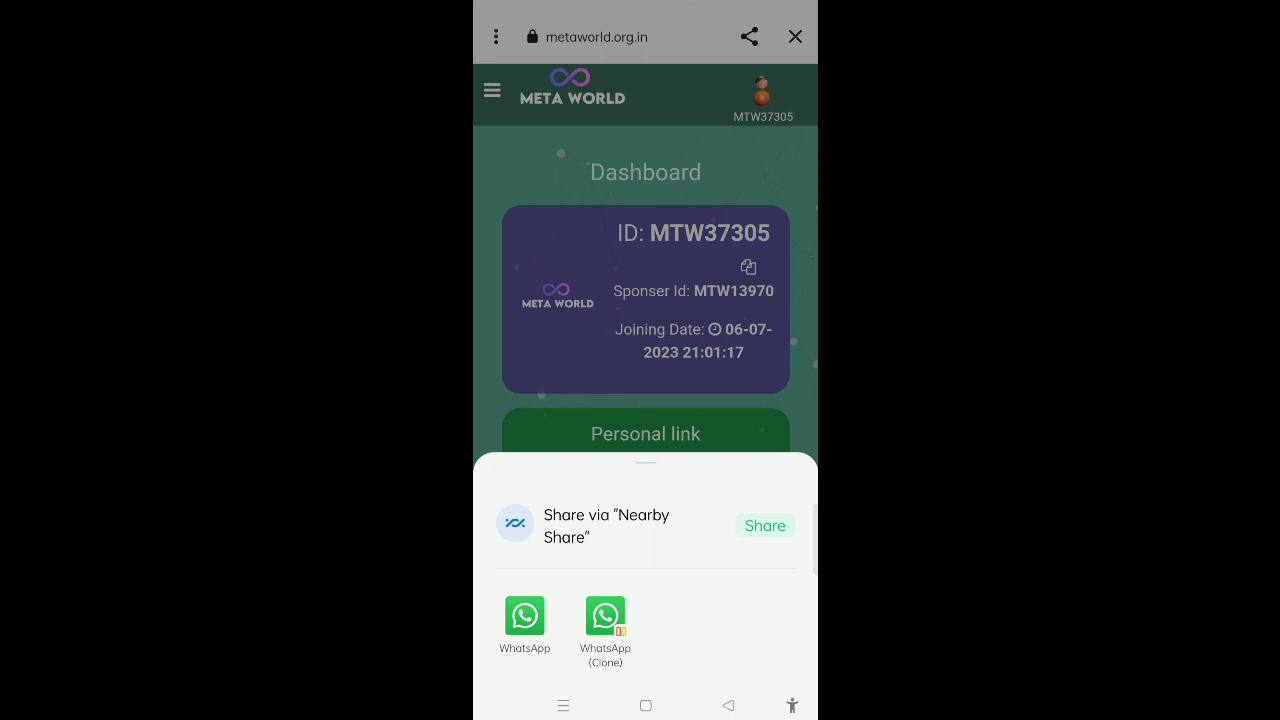 metaworld.org.in
META WORLD
MTW37305
Dashboard
ID: MTW37305
META WORLD
Sponser Id: MTW13970
Joining Date: 06-07-
2023 21:01:17
Personal link
Share via "Nearby
Share"
Share
WhatsApp
WhatsApp
(Clone)